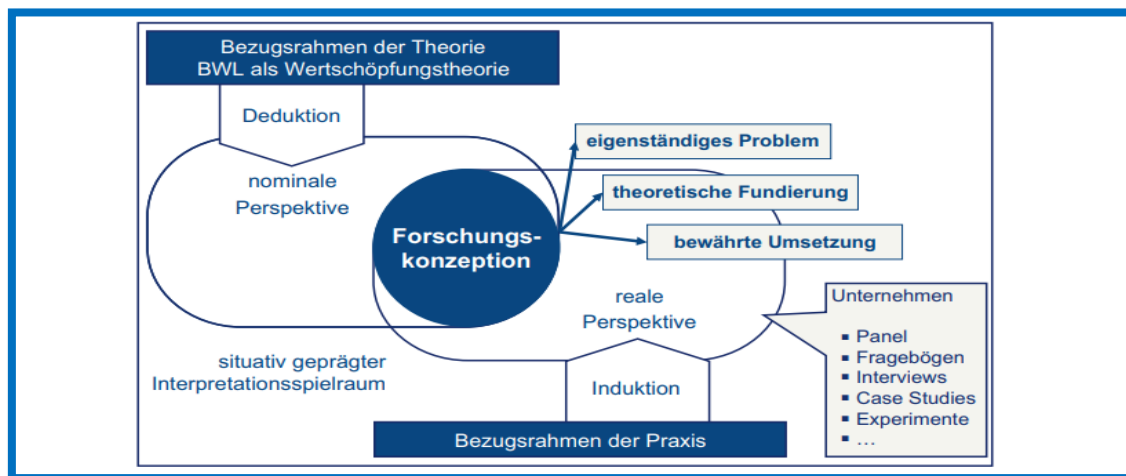 Bezugsrahmen der Theorie
BWL als Wertschöpfungstheorie
Deduktion
nominale
Perspektive
eigenständiges Problem
theoretische Fundierung
bewährte Umsetzung
Forschungs-
konzeption
reale
Perspektive
Unternehmen
▪ Panel
▪ Fragebögen
▪ Interviews
▪ Case Studies
▪ Experimente
▪ …
situativ geprägter
Interpretationsspielraum
Induktion
Bezugsrahmen der Praxis